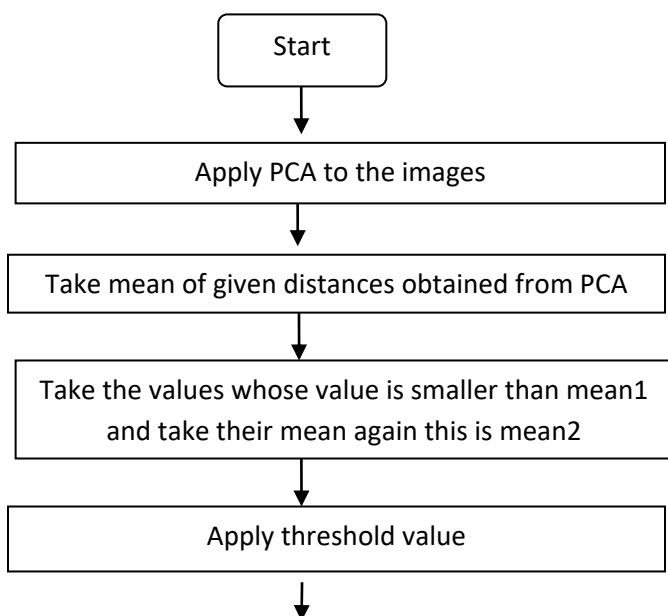 Start
Apply PCA to the images
Take mean of given distances obtained from PCA
Take the values whose value is smaller than mean1
and take their mean again this is mean2
Apply threshold value